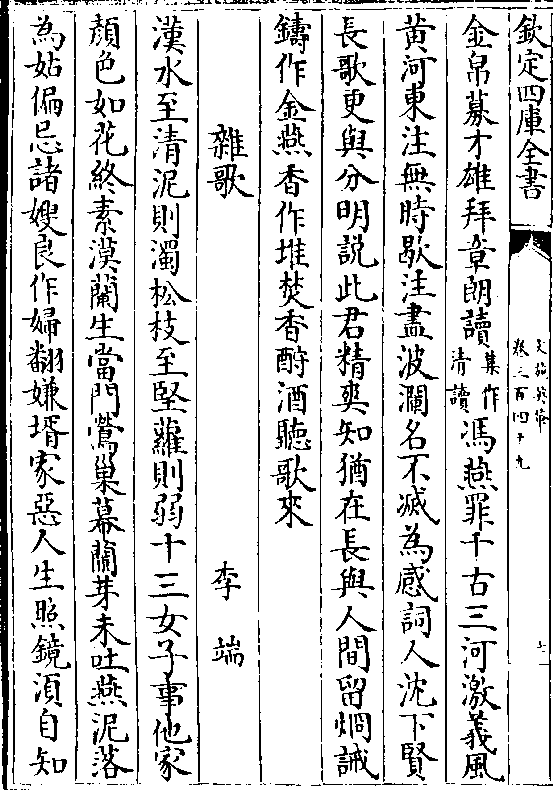 欽定四庫全書
文苑英華
卷三百四十九
金帛募才雄拜章朗讀集作清讀馮燕罪千古三河激義風
黄河東注無時歇注盡波瀾名不滅為感詞人沈下賢
長歌更與分明説此君精爽知猶在長與人間留烱誡
鑄作金燕香作堆焚香酧酒聽歌來
雜歌 李端
漢水至清泥則濁松枝至堅蘿則弱十三女子事他家
顔色如花終索漠蘭生當門鶯巢幕蘭芽未吐燕泥落
為姑偏忌諸嫂良作婦翻嫌壻家惡人生照鏡須自知